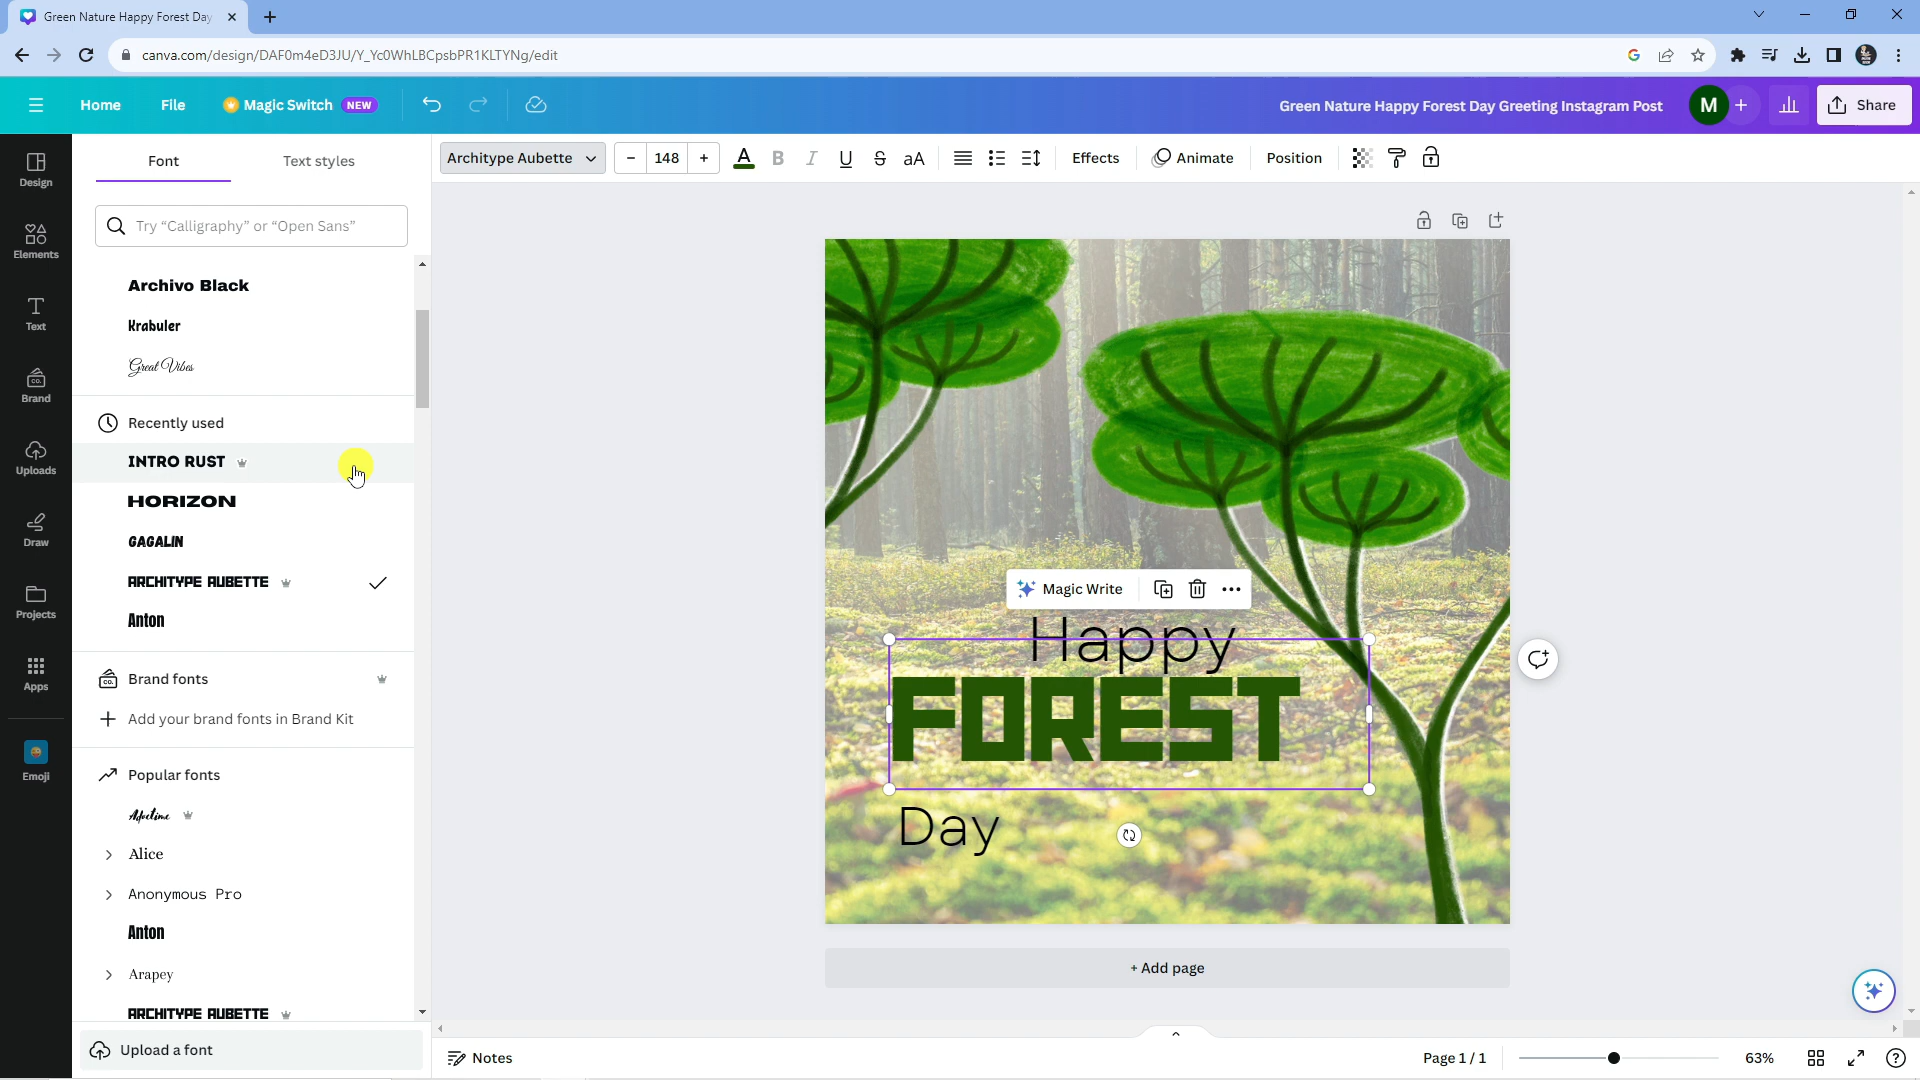 Green Nature Happy Forest Day
canva.com/design/DAF0m4eD3JU/Y_Yc0WhLBCpsbPR1KLTYNg/edit
Home
File
Magic Switch NEW
Green Nature Happy Forest Day Greeting Instagram Post
M
Share
Design
Elements
Text
Brand
Uploads
Draw
Projects
Apps
Emoji
Font
Text styles
Try “Calligraphy” or “Open Sans”
Archivo Black
Krabuler
Great Vibes
Recently used
INTRO RUST
HORIZON
GAGALIN
ARCHITYPE AUBETTE
Anton
Brand fonts
Add your brand fonts in Brand Kit
Popular fonts
Alice
Anonymous Pro
Anton
Arapey
ARCHITYPE AUBETTE
Upload a font
Architype Aubette
– 148 +
A B I U S aA
Effects
Animate
Position
Magic Write
Happy
FOREST
Day
+ Add page
Notes
Page 1 / 1
63%